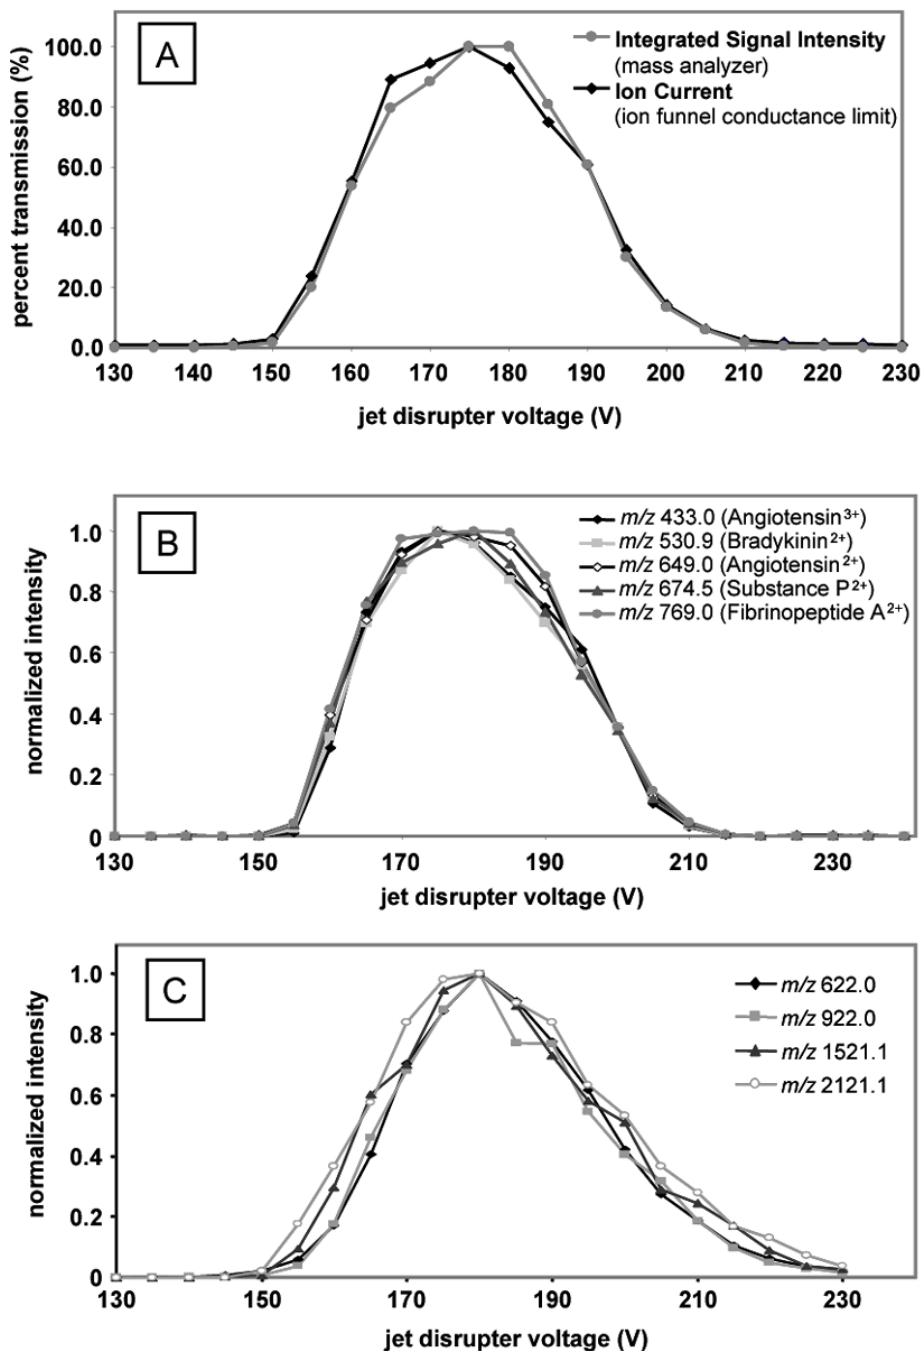 A
Integrated Signal Intensity
(mass analyzer)
Ion Current
(ion funnel conductance limit)
percent transmission (%)
100.0
80.0
60.0
40.0
20.0
0.0
130 140 150 160 170 180 190 200 210 220 230
jet disrupter voltage (V)
B
m/z 433.0 (Angiotensin³⁺)
m/z 530.9 (Bradykinin²⁺)
m/z 649.0 (Angiotensin²⁺)
m/z 674.5 (Substance P²⁺)
m/z 769.0 (Fibrinopeptide A²⁺)
normalized intensity
1.0
0.8
0.6
0.4
0.2
0
130 150 170 190 210 230
jet disrupter voltage (V)
C
m/z 622.0
m/z 922.0
m/z 1521.1
m/z 2121.1
normalized intensity
1.0
0.8
0.6
0.4
0.2
0
130 150 170 190 210 230
jet disrupter voltage (V)